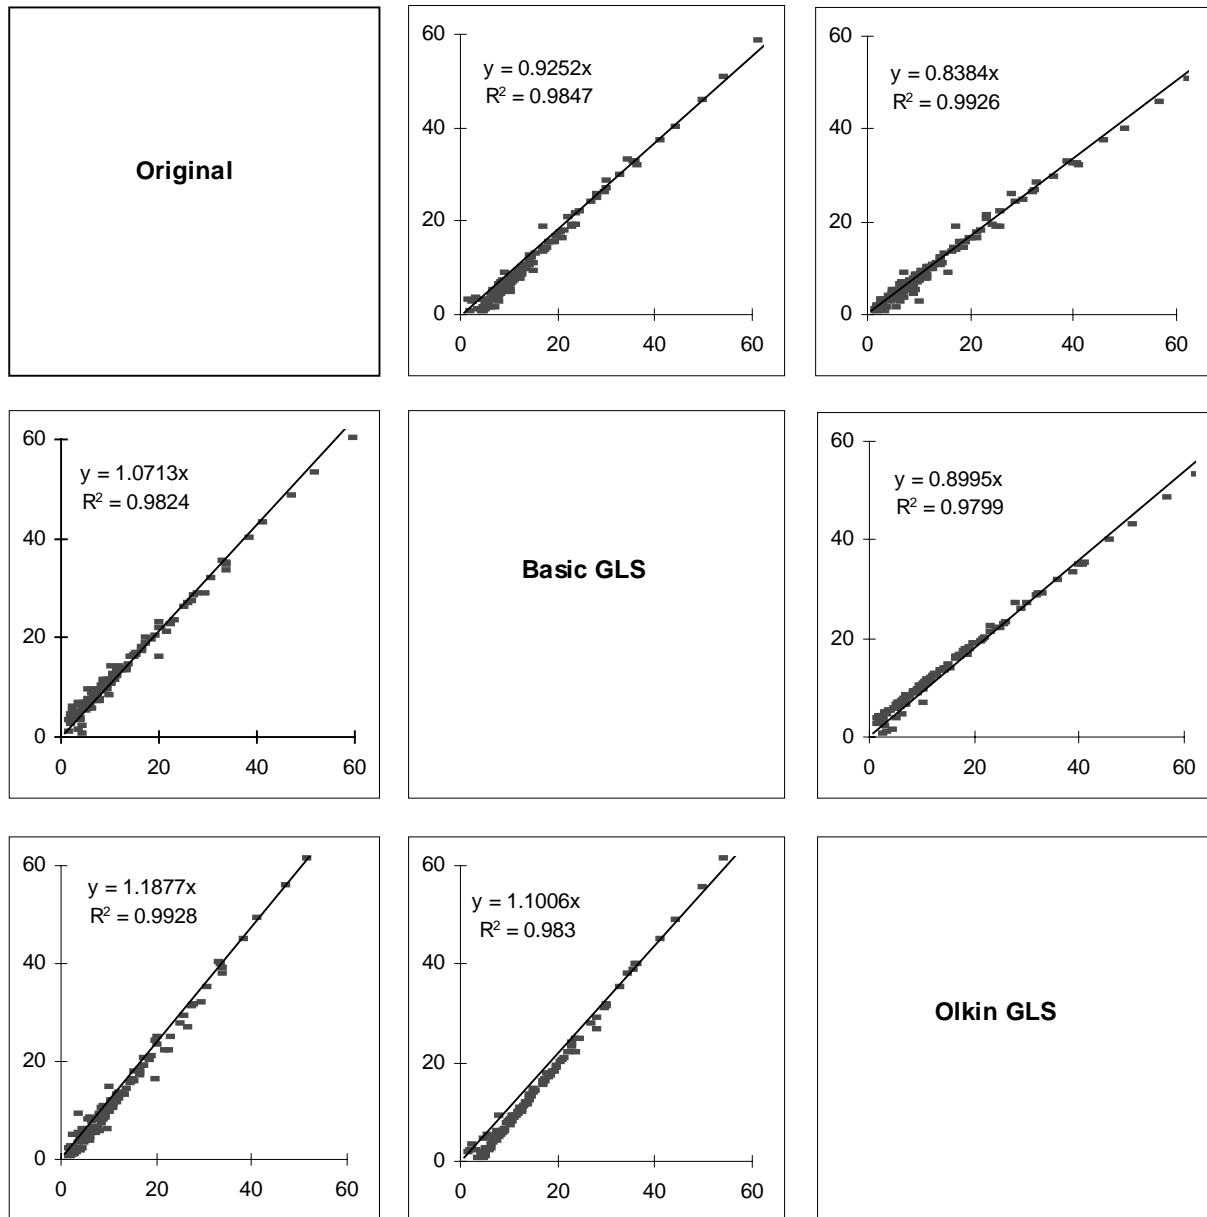 Original
60
40
20
0
y = 0.9252x
R² = 0.9847
0 20 40 60
60
40
20
0
y = 0.8384x
R² = 0.9926
0 20 40 60
60
40
20
0
y = 1.0713x
R² = 0.9824
0 20 40 60
Basic GLS
60
40
20
0
y = 0.8995x
R² = 0.9799
0 20 40 60
60
40
20
0
y = 1.1877x
R² = 0.9928
0 20 40 60
60
40
20
0
y = 1.1006x
R² = 0.983
0 20 40 60
Olkin GLS